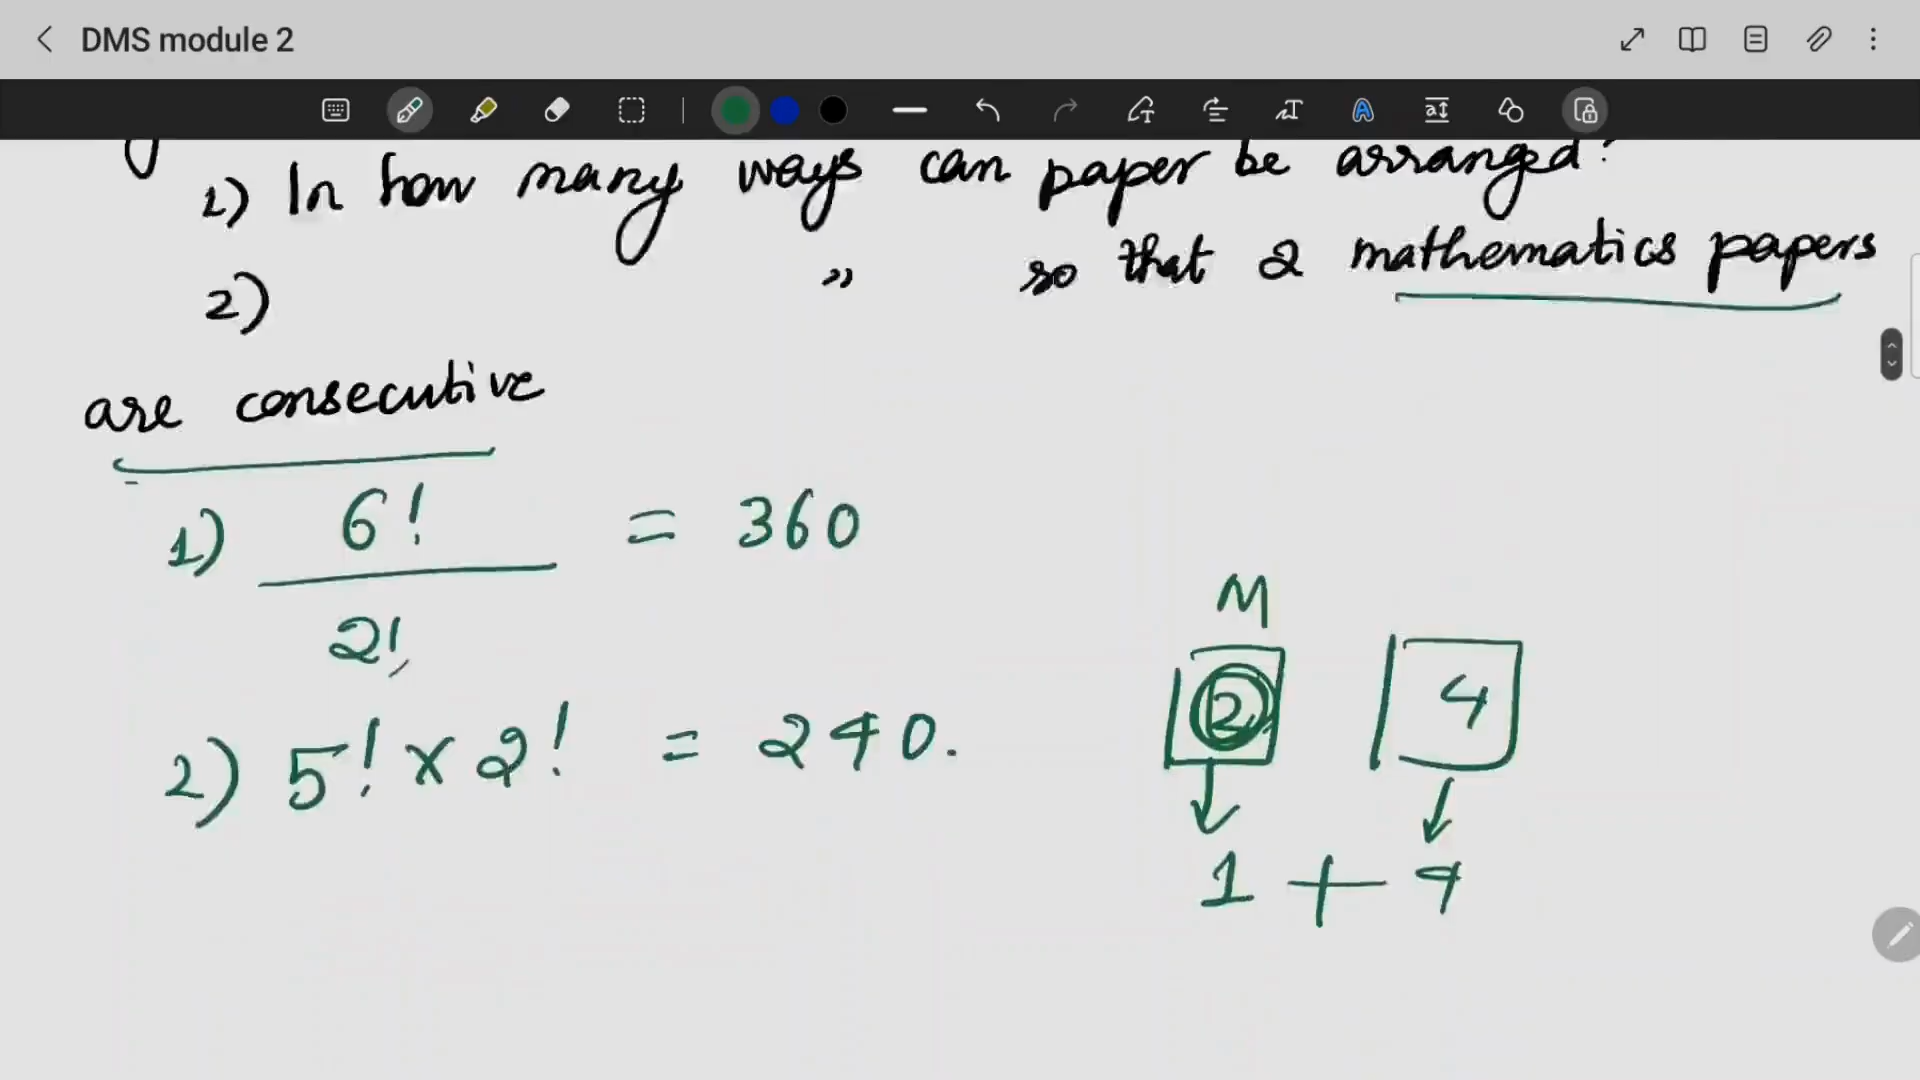 DMS module 2
1) In how many ways can paper be arranged?
2) " so that 2 mathematics papers
are consecutive
1) 6! / 2! = 360
2) 5! x 2! = 240.
M
2 4
1 + 4